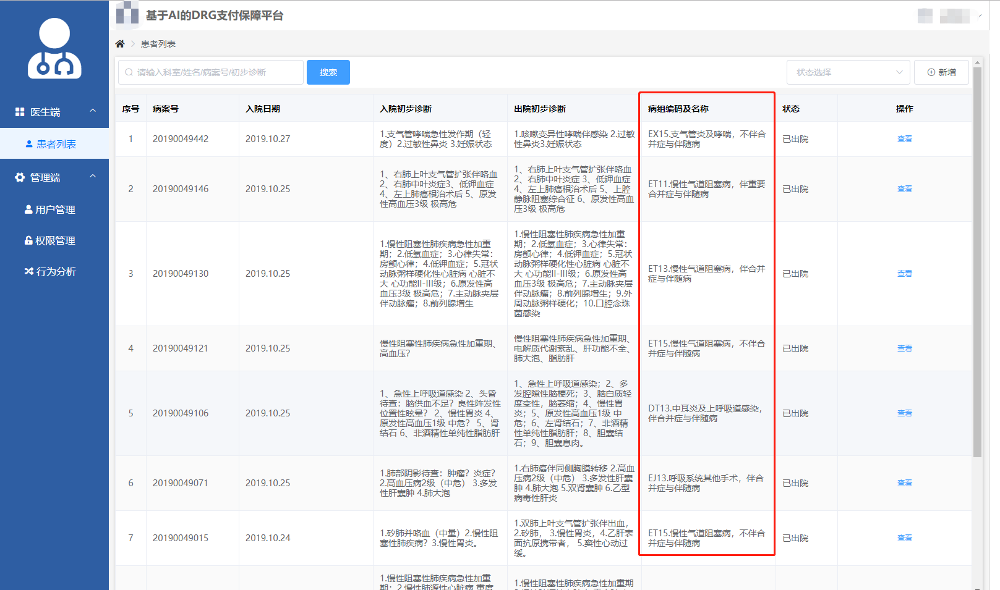 基于AI的DRG支付保障平台
患者列表
请输入科室/姓名/病案号/初步诊断
搜索
状态选择
新增
医生端
患者列表
管理端
用户管理
权限管理
行为分析
序号 病案号 入院日期 入院初步诊断 出院初步诊断 病组编码及名称 状态 操作
1
20190049442
2019.10.27
1.支气管哮喘急性发作期（轻
度）2.过敏性鼻炎 3.妊娠状态
1.咳嗽变异性哮喘伴感染 2.过敏
性鼻炎3.妊娠状态
EX15.支气管炎及哮喘，不伴合
并症与伴随病
已出院
查看
2
20190049146
2019.10.25
1、右肺上叶支气管扩张伴咯血
2、右肺中叶炎症3、低钾血症
4、左上肺癌根治术后 5、原发
性高血压3级 极高危
1、右肺上叶支气管扩张伴咯血
2、右肺中叶炎症 3、低钾血症
4、左上肺癌根治术后 5、上腔
静脉阻塞综合征 6、原发性高血
压3级 极高危
ET11.慢性气道阻塞病，伴重要
合并症与伴随病
已出院
查看
3
20190049130
2019.10.25
1.慢性阻塞性肺疾病急性加重
期；2.低氧血症；3.心律失常：
房颤心律；4.低钾血症；5.冠状
动脉粥样硬化性心脏病 心脏不
大 心功能II-III级；6.原发性高
血压3级 极高危；7.主动脉夹层
伴动脉瘤；8.前列腺增生
1.慢性阻塞性肺疾病急性加重
期；2.低氧血症；3.心律失常：
房颤心律；4.低钾血症；5.冠状
动脉粥样硬化性心脏病 心脏不
大 心功能II-III级；6.原发性高
血压3级 极高危；7.主动脉夹层
伴动脉瘤；8.前列腺增生；9.外
周动脉粥样硬化；10.口腔念珠
菌感染
ET13.慢性气道阻塞病，伴合并
症与伴随病
已出院
查看
4
20190049121
2019.10.25
慢性阻塞性肺疾病急性加重期、
高血压？
慢性阻塞性肺疾病急性加重期、
电解质代谢紊乱、肝功能不全、
肺大泡、脂肪肝
ET15.慢性气道阻塞病，不伴合
并症与伴随病
已出院
查看
5
20190049106
2019.10.25
1、急性上呼吸道感染 2、头昏
待查：脑供血不足？良性阵发性
位置性眩晕？ 2、慢性胃炎 4、
原发性高血压1级 中危？ 5、肾
结石 6、非酒精性单纯性脂肪肝
1、急性上呼吸道感染；2、多
发腔隙性脑梗死；3、脑白质轻
度变性，脑萎缩；4、慢性胃
炎；5、原发性高血压1级 中
危；6、左肾结石；7、非酒精
性单纯性脂肪肝；8、胆囊结
石；9、胆囊息肉。
DT13.中耳炎及上呼吸道感染，
伴合并症与伴随病
已出院
查看
6
20190049071
2019.10.25
1.肺部阴影待查：肿瘤？炎症？
2.高血压病2级（中危） 3.多发
性肝囊肿 4.肺大泡
1.右肺癌伴同侧胸膜转移 2.高血
压病2级（中危） 3.多发性肝囊
肿 4.肺大泡 5.双肾囊肿 6.乙型
病毒性肝炎
EJ13.呼吸系统其他手术，伴合
并症与伴随病
已出院
查看
7
20190049015
2019.10.24
1.矽肺并咯血（中量）2.慢性阻
塞性肺疾病？3.慢性胃炎。
1.双肺上叶支气管扩张伴出血，
2.矽肺， 3.慢性胃炎，4.乙肝表
面抗原携带者， 5.窦性心动过
缓。
ET15.慢性气道阻塞病，不伴合
并症与伴随病
已出院
查看
1.慢性阻塞性肺疾病急性加重
期；2.慢性肺源性心脏病 重度
1.慢性阻塞性肺疾病急性加重期